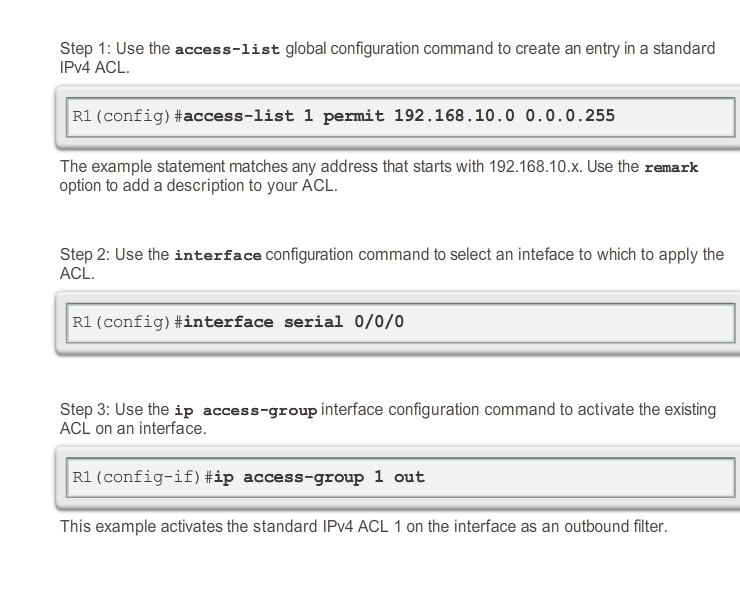 Step 1: Use the access-list global configuration command to create an entry in a standard
IPv4 ACL.
R1(config)#access-list 1 permit 192.168.10.0 0.0.0.255
The example statement matches any address that starts with 192.168.10.x. Use the remark
option to add a description to your ACL.
Step 2: Use the interface configuration command to select an inteface to which to apply the
ACL.
R1(config)#interface serial 0/0/0
Step 3: Use the ip access-group interface configuration command to activate the existing
ACL on an interface.
R1(config-if)#ip access-group 1 out
This example activates the standard IPv4 ACL 1 on the interface as an outbound filter.